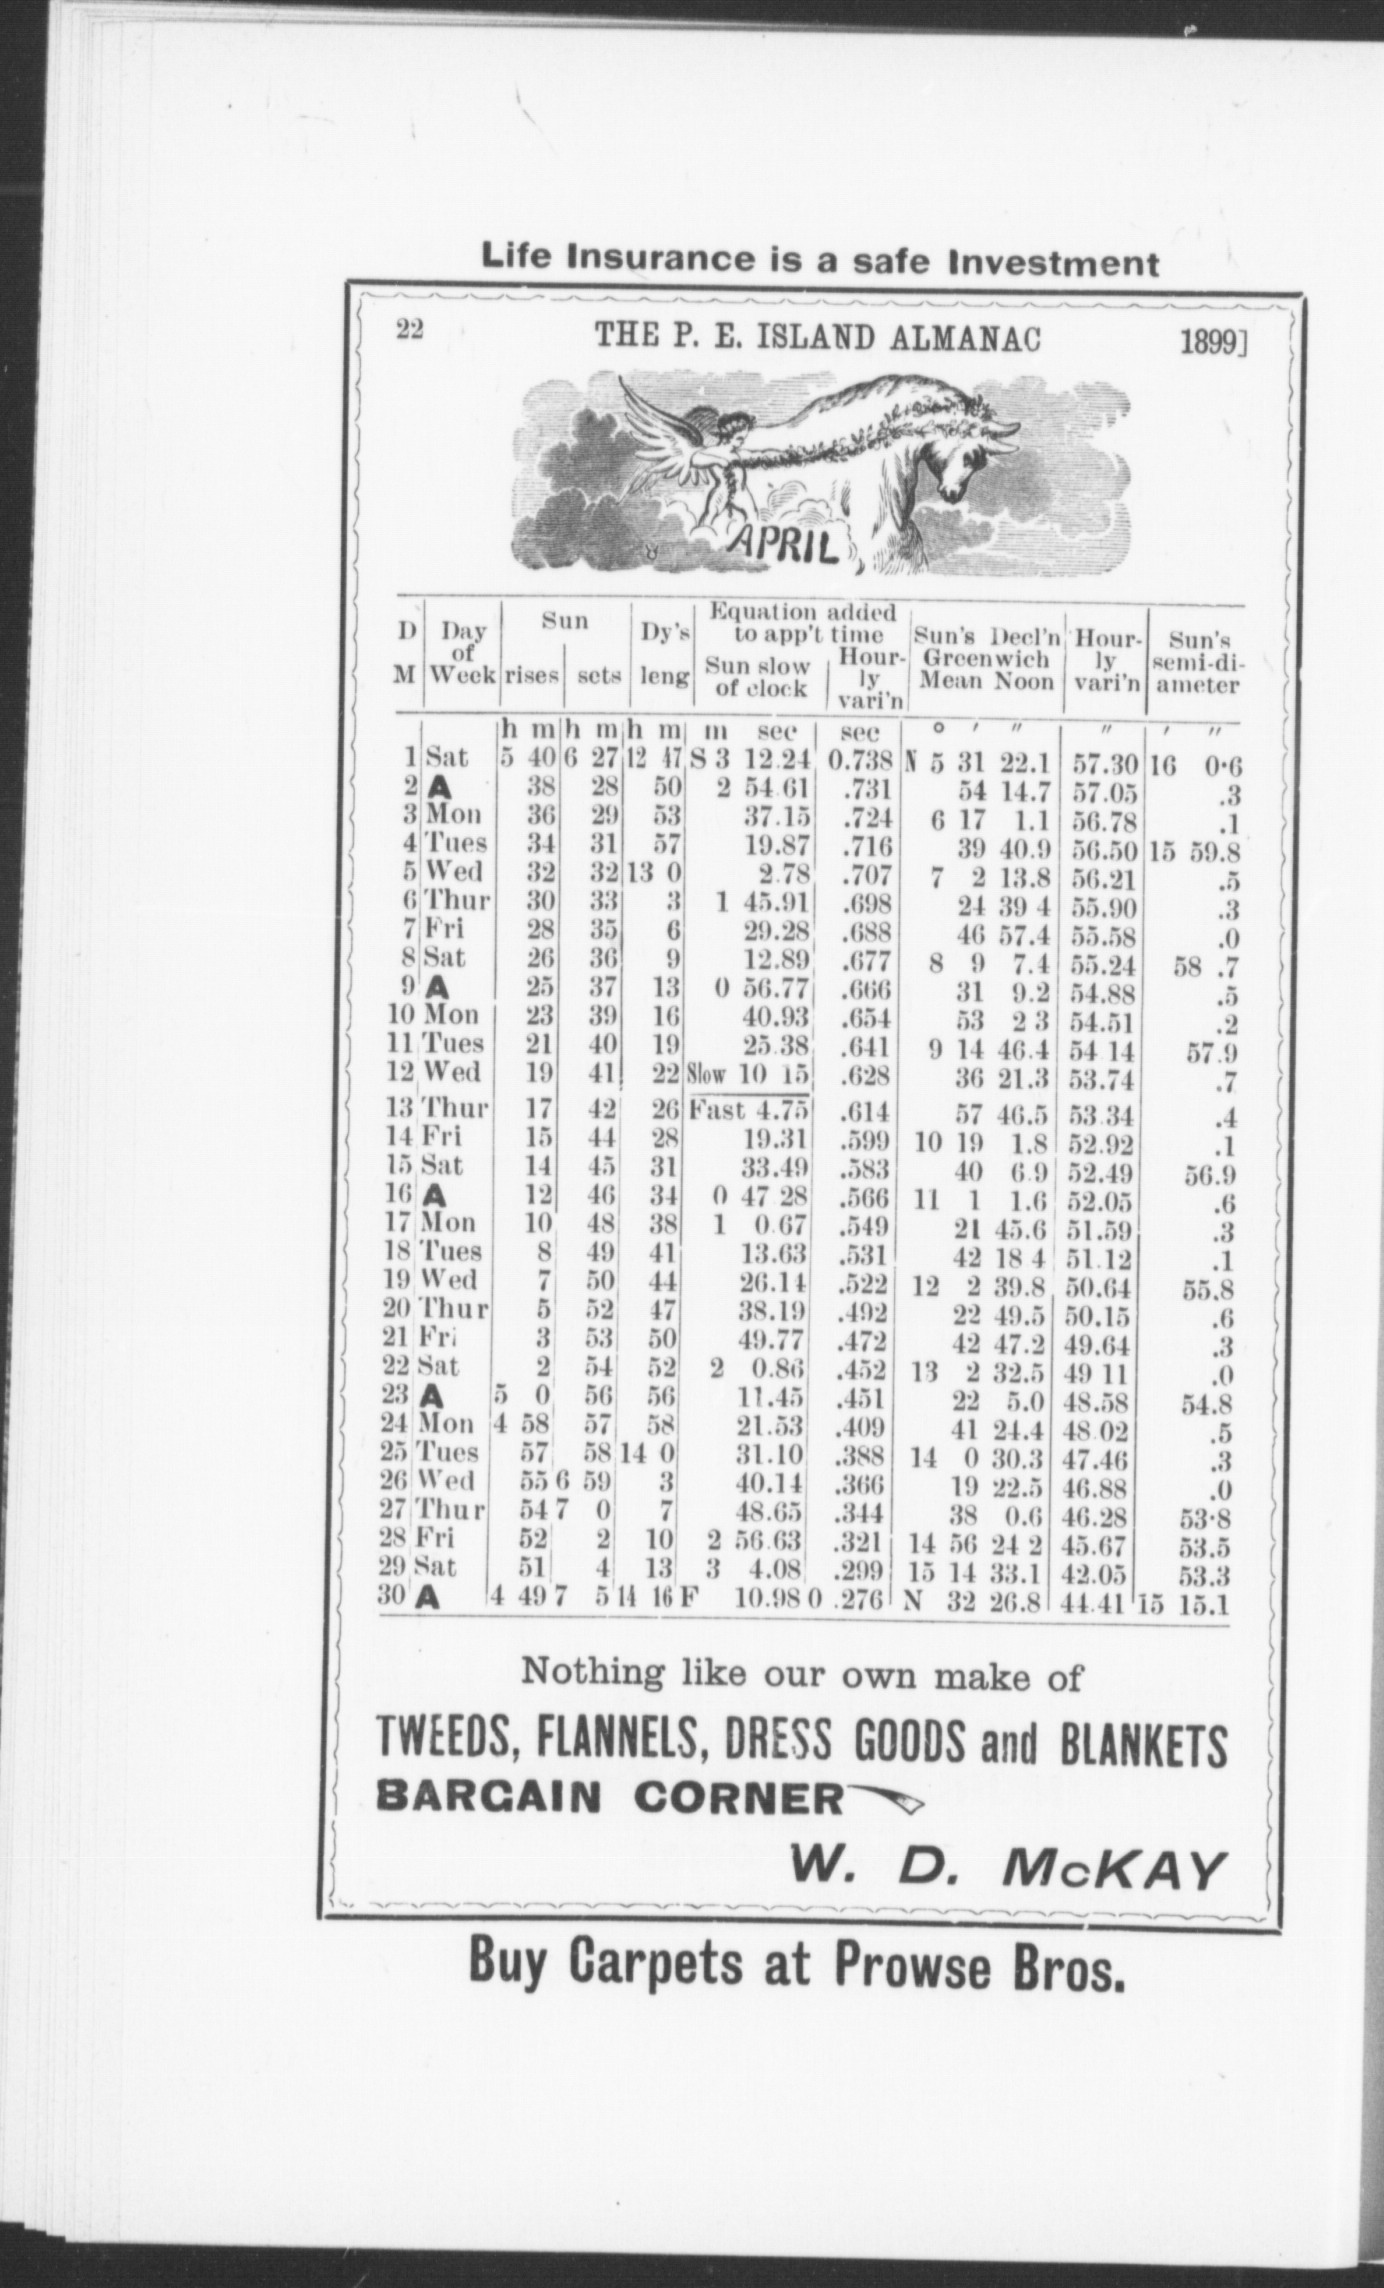 Life Insurance is a safe Investment
22 THE P. E. ISLAND ALMANAC 1899]
APRIL
D M Day of Week Sun rises sets Dy's leng Equation added to app't time Sun slow of clock Hour-ly vari'n Sun's Decl'n Greenwich Mean Noon Hour-ly vari'n Sun's semi-di-ameter
h m h m h m m sec sec ° ′ ″ ″ ′ ″
1 Sat 5 40 6 27 12 47 S 3 12.24 0.738 N 5 31 22.1 57.30 16 0·6
2 A 38 28 50 2 54.61 .731 54 14.7 57.05 .3
3 Mon 36 29 53 37.15 .724 6 17 1.1 56.78 .1
4 Tues 34 31 57 19.87 .716 39 40.9 56.50 15 59.8
5 Wed 32 32 13 0 2.78 .707 7 2 13.8 56.21 .5
6 Thur 30 33 3 1 45.91 .698 24 39 4 55.90 .3
7 Fri 28 35 6 29.28 .688 46 57.4 55.58 .0
8 Sat 26 36 9 12.89 .677 8 9 7.4 55.24 58 .7
9 A 25 37 13 0 56.77 .666 31 9.2 54.88 .5
10 Mon 23 39 16 40.93 .654 53 2 3 54.51 .2
11 Tues 21 40 19 25.38 .641 9 14 46.4 54 14 57.9
12 Wed 19 41 22 Slow 10 15 .628 36 21.3 53.74 .7
13 Thur 17 42 26 Fast 4.75 .614 57 46.5 53.34 .4
14 Fri 15 44 28 19.31 .599 10 19 1.8 52.92 .1
15 Sat 14 45 31 33.49 .583 40 6.9 52.49 56.9
16 A 12 46 34 0 47 28 .566 11 1 1.6 52.05 .6
17 Mon 10 48 38 1 0.67 .549 21 45.6 51.59 .3
18 Tues 8 49 41 13.63 .531 42 18 4 51.12 .1
19 Wed 7 50 44 26.14 .522 12 2 39.8 50.64 55.8
20 Thur 5 52 47 38.19 .492 22 49.5 50.15 .6
21 Fri 3 53 50 49.77 .472 42 47.2 49.64 .3
22 Sat 2 54 52 2 0.86 .452 13 2 32.5 49 11 .0
23 A 5 0 56 56 11.45 .451 22 5.0 48.58 54.8
24 Mon 4 58 57 58 21.53 .409 41 24.4 48.02 .5
25 Tues 57 58 14 0 31.10 .388 14 0 30.3 47.46 .3
26 Wed 55 6 59 3 40.14 .366 19 22.5 46.88 .0
27 Thur 54 7 0 7 48.65 .344 38 0.6 46.28 53·8
28 Fri 52 2 10 2 56.63 .321 14 56 24 2 45.67 53.5
29 Sat 51 4 13 3 4.08 .299 15 14 33.1 42.05 53.3
30 A 4 49 7 5 14 16 F 10.98 0 .276 N 32 26.8 44.41 15 15.1
Nothing like our own make of
TWEEDS, FLANNELS, DRESS GOODS and BLANKETS
BARGAIN CORNER
W. D. McKAY
Buy Carpets at Prowse Bros.